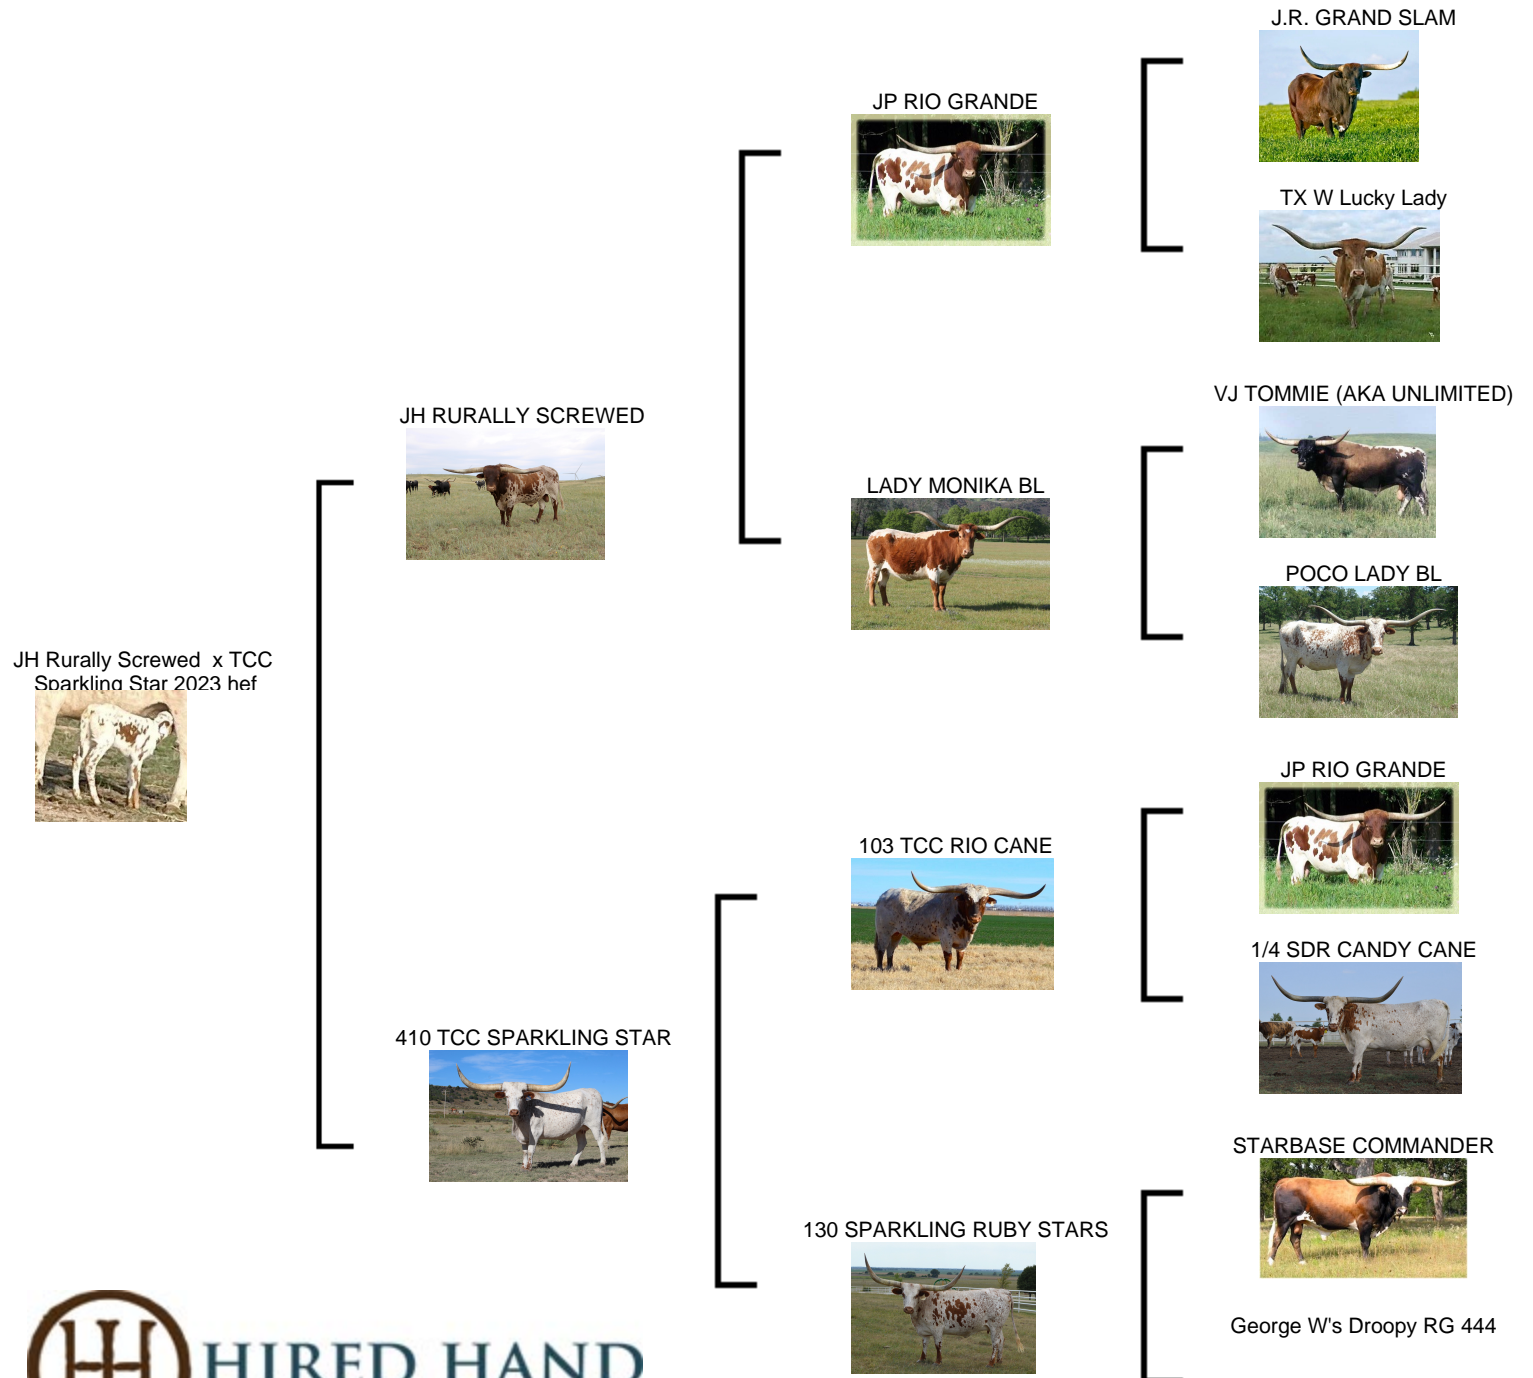 J.R. GRAND SLAM
JP RIO GRANDE
TX W Lucky Lady
VJ TOMMIE (AKA UNLIMITED)
JH RURALLY SCREWED
LADY MONIKA BL
POCO LADY BL
JH Rurally Screwed x TCC
Sparkling Star 2023 hef
JP RIO GRANDE
103 TCC RIO CANE
1/4 SDR CANDY CANE
410 TCC SPARKLING STAR
STARBASE COMMANDER
130 SPARKLING RUBY STARS
George W's Droopy RG 444
HIRED HAND